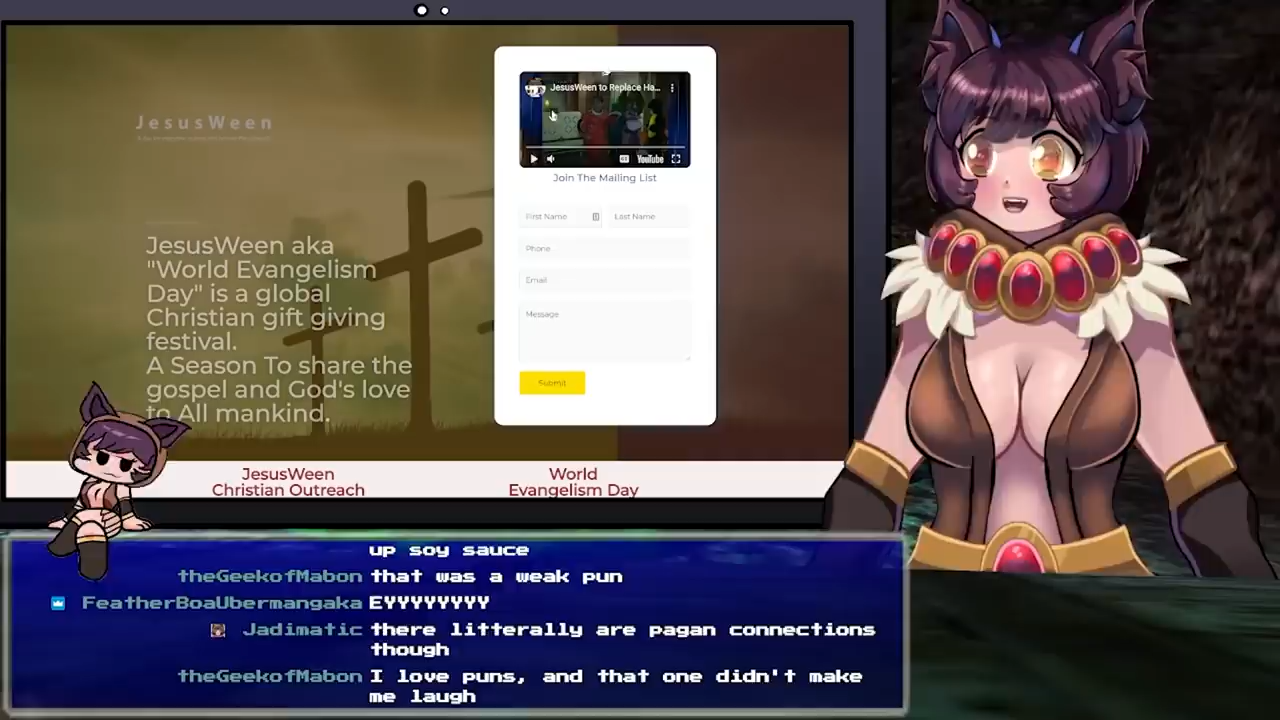 JesusWeen
JesusWeen aka
"World Evangelism
Day" is a global
Christian gift giving
festival.
A Season To share the
gospel and God's love
to All mankind.
JesusWeen to Replace Ha...
YouTube
Join The Mailing List
First Name
Last Name
Phone
Email
Message
Submit
JesusWeen
Christian Outreach
World
Evangelism Day
up soy sauce
theGeekofMabon that was a weak pun
FeatherBoaUbermangaka EYYYYYYYY
Jadimatic there litterally are pagan connections
though
theGeekofMabon I love puns, and that one didn't make
me laugh